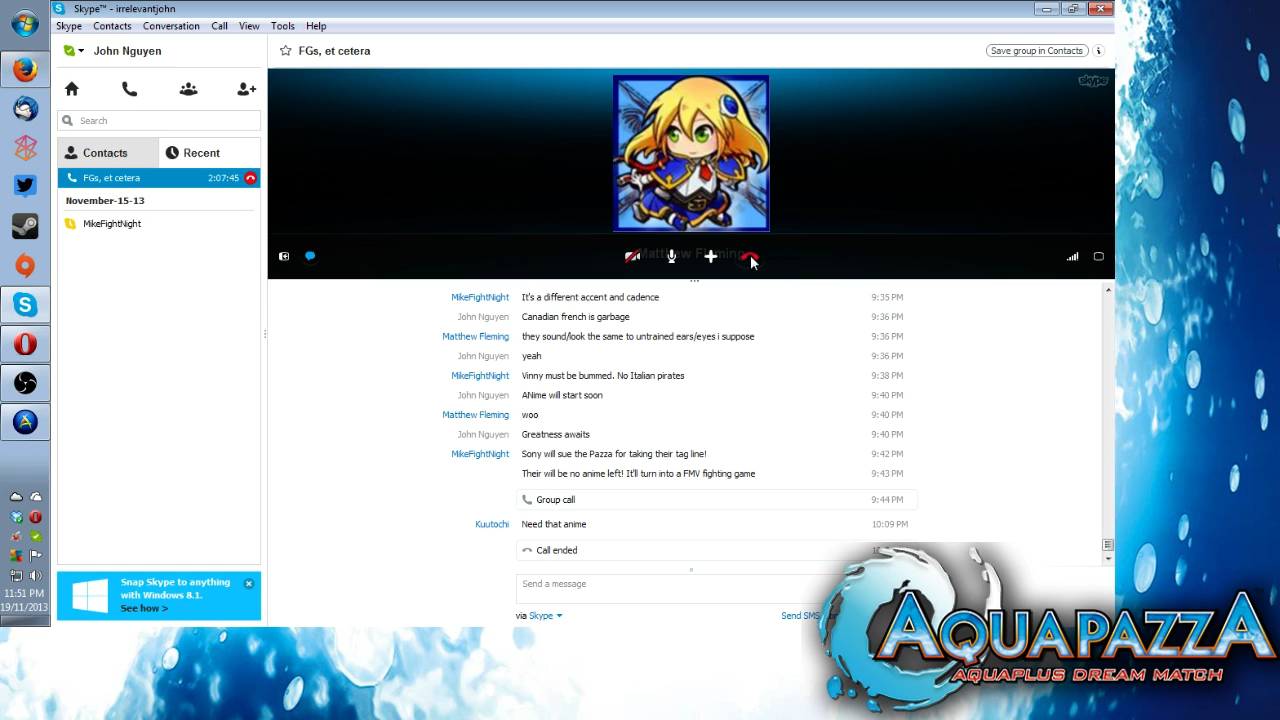 Skype™ - irrelevantjohn
Skype Contacts Conversation Call View Tools Help
John Nguyen
FGs, et cetera
Save group in Contacts
skype
Search
Contacts
Recent
FGs, et cetera 2:07:45
November-15-13
MikeFightNight
Matthew Fleming
MikeFightNight It's a different accent and cadence 9:35 PM
John Nguyen Canadian french is garbage 9:36 PM
Matthew Fleming they sound/look the same to untrained ears/eyes i suppose 9:36 PM
John Nguyen yeah 9:36 PM
MikeFightNight Vinny must be bummed. No Italian pirates 9:38 PM
John Nguyen ANime will start soon 9:40 PM
Matthew Fleming woo 9:40 PM
John Nguyen Greatness awaits 9:40 PM
MikeFightNight Sony will sue the Pazza for taking their tag line! 9:42 PM
Their will be no anime left! It'll turn into a FMV fighting game 9:43 PM
Group call 9:44 PM
Kuutochi Need that anime 10:09 PM
Call ended
Send a message
via Skype
Send SMS
Snap Skype to anything
with Windows 8.1.
See how >
11:51 PM
19/11/2013
AQUAPAZZA
AQUAPLUS DREAM MATCH